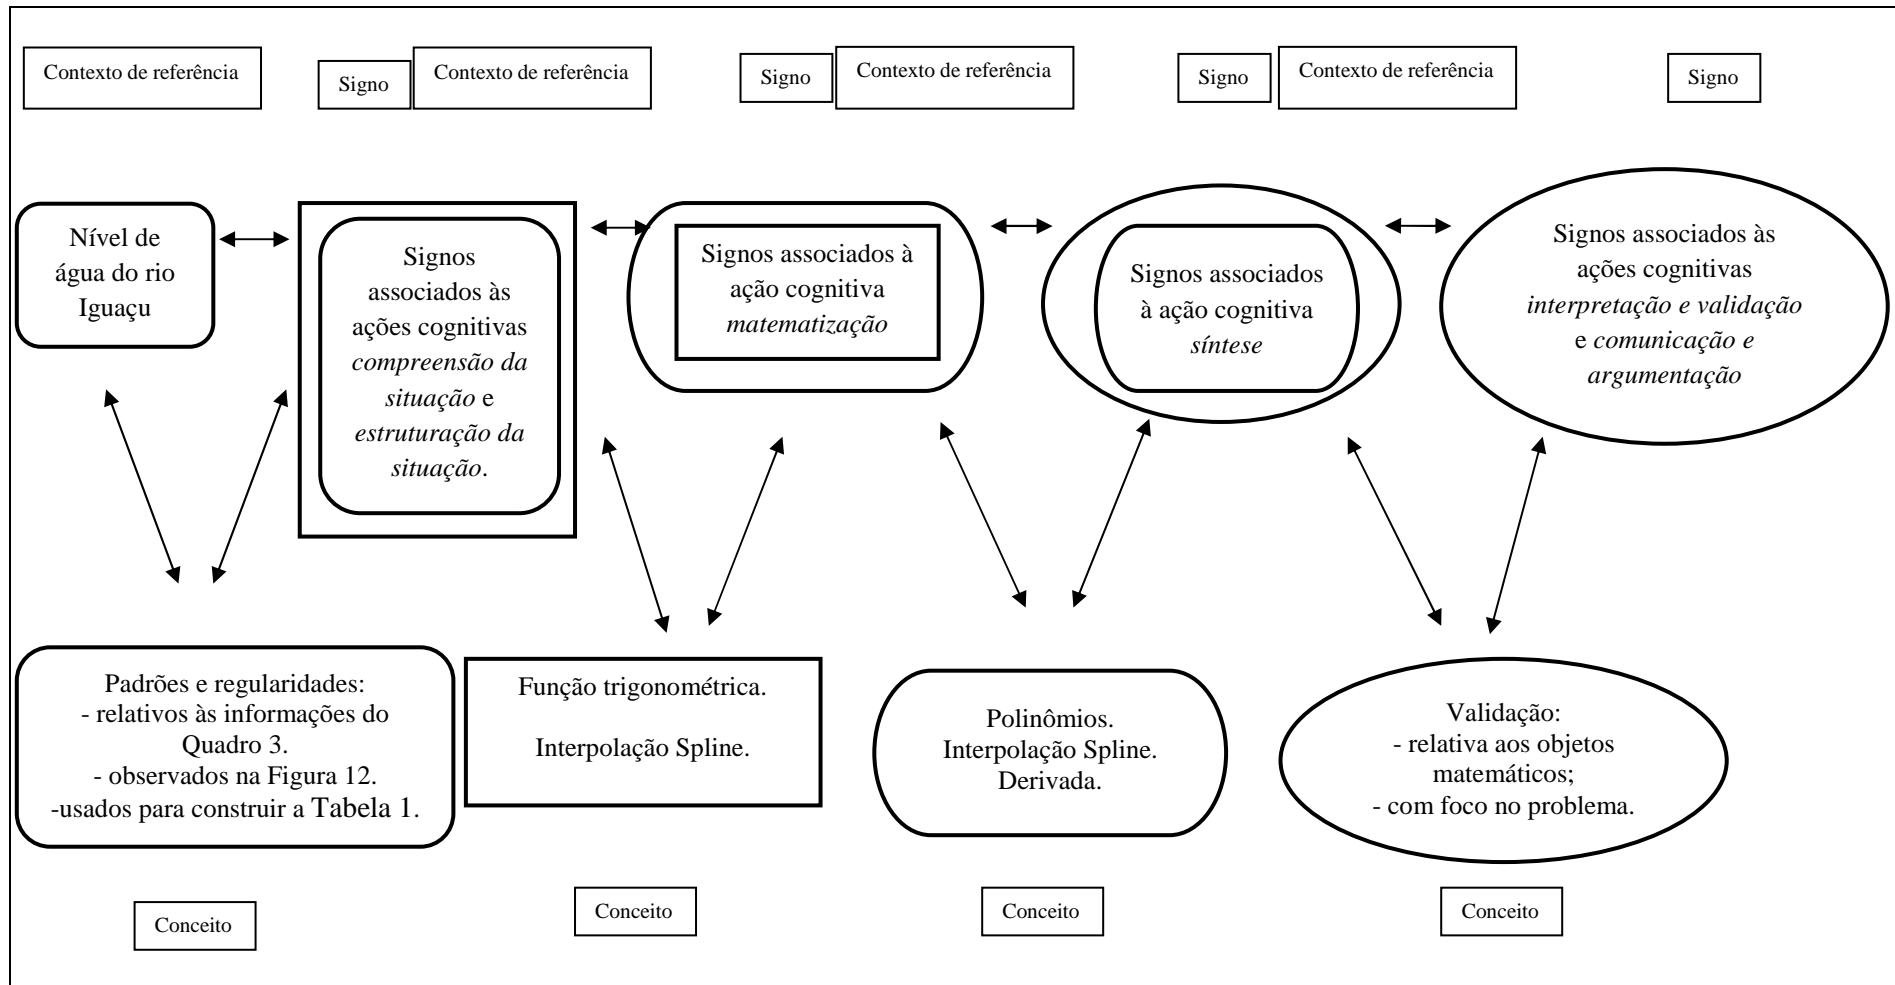 Contexto de referência
Signo
Contexto de referência
Signo
Contexto de referência
Signo
Contexto de referência
Signo
Nível de
água do rio
Iguaçu
Signos
associados às
ações cognitivas
compreensão da
situação e
estruturação da
situação.
Signos associados à
ação cognitiva
matematização
Signos associados
à ação cognitiva
síntese
Signos associados às
ações cognitivas
interpretação e validação
e comunicação e
argumentação
Padrões e regularidades:
- relativos às informações do
Quadro 3.
- observados na Figura 12.
-usados para construir a Tabela 1.
Função trigonométrica.
Interpolação Spline.
Polinômios.
Interpolação Spline.
Derivada.
Validação:
- relativa aos objetos
matemáticos;
- com foco no problema.
Conceito
Conceito
Conceito
Conceito